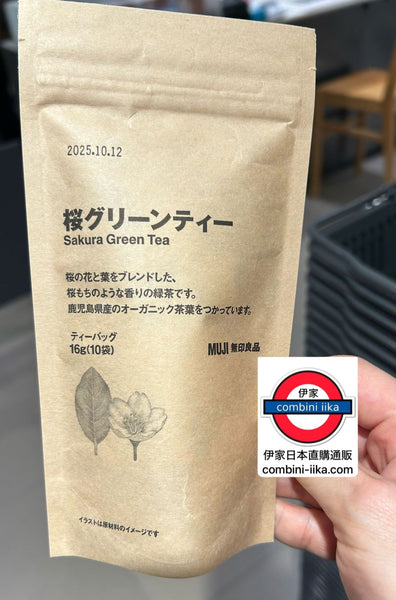 2025.10.12
桜グリーンティー
Sakura Green Tea
桜の花と葉をブレンドした、
桜もちのような香りの緑茶です。
鹿児島県産のオーガニック茶葉をつかっています。
ティーバッグ
16g(10袋)
MUJI 無印良品
イラストは原材料のイメージです
伊家
combini iika
伊家日本直購通販
combini-iika.com